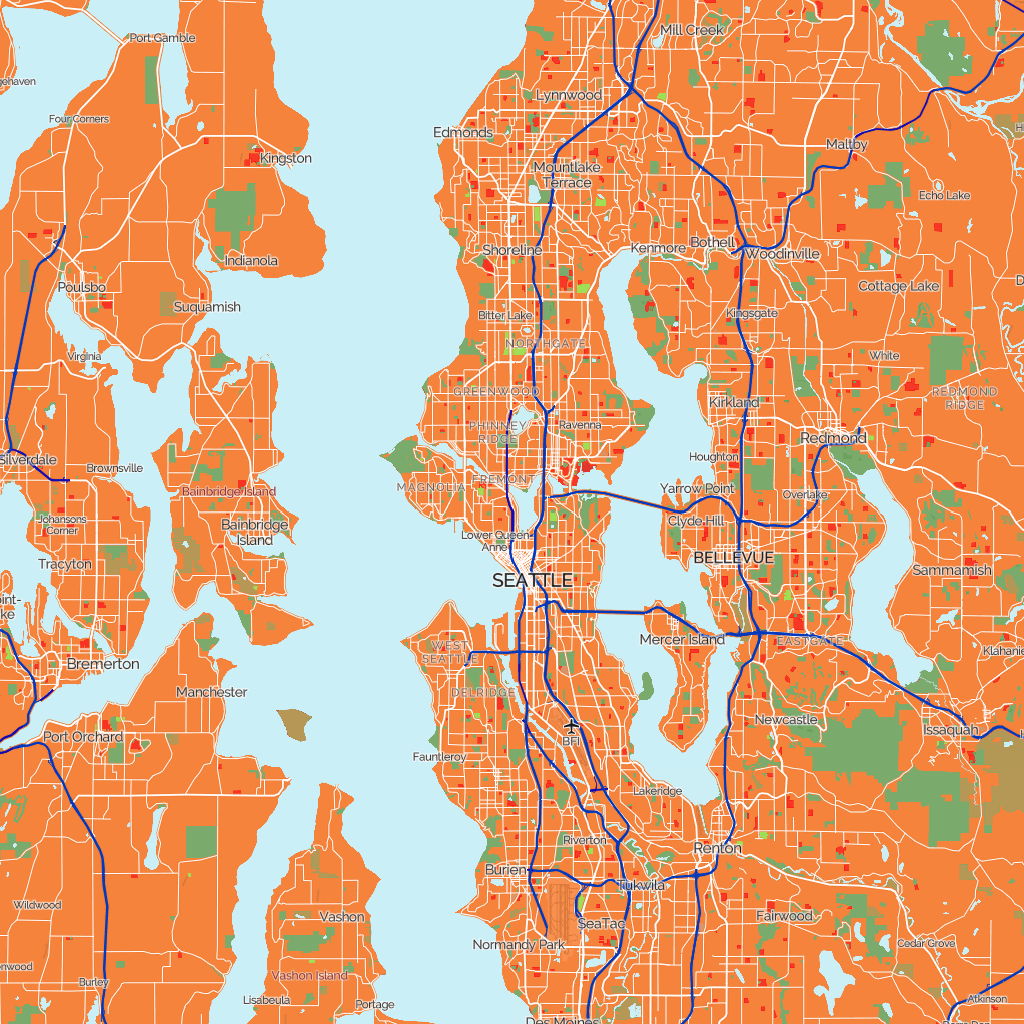 Mill Creek
Port Gamble
Lynnwood
Four Corners
Edmonds
Maltby
Kingston
Mountlake
Terrace
Echo Lake
Shoreline
Kenmore
Bothell
Woodinville
Indianola
Poulsbo
Cottage Lake
Suquamish
Bitter Lake
Kingsgate
NORTHGATE
Virginia
White
GREENWOOD
REDMOND
RIDGE
Kirkland
PHINNEY
RIDGE
Ravenna
Redmond
Silverdale
Houghton
Brownsville
FREMONT
MAGNOLIA
Yarrow Point
Bainbridge Island
Overlake
Johansons
Corner
Clyde Hill
Bainbridge
Island
Lower Queen
Anne
BELLEVUE
Tracyton
Sammamish
SEATTLE
Mercer Island
EASTGATE
WEST
SEATTLE
Klahanie
Bremerton
Manchester
DELRIDGE
Newcastle
Issaquah
Port Orchard
BFI
Fauntleroy
Lakeridge
Riverton
Renton
Burien
Tukwila
Wildwood
Vashon
Fairwood
SeaTac
Normandy Park
Cedar Grove
Vashon Island
Burley
Lisabeula
Portage
Atkinson
Des Moines